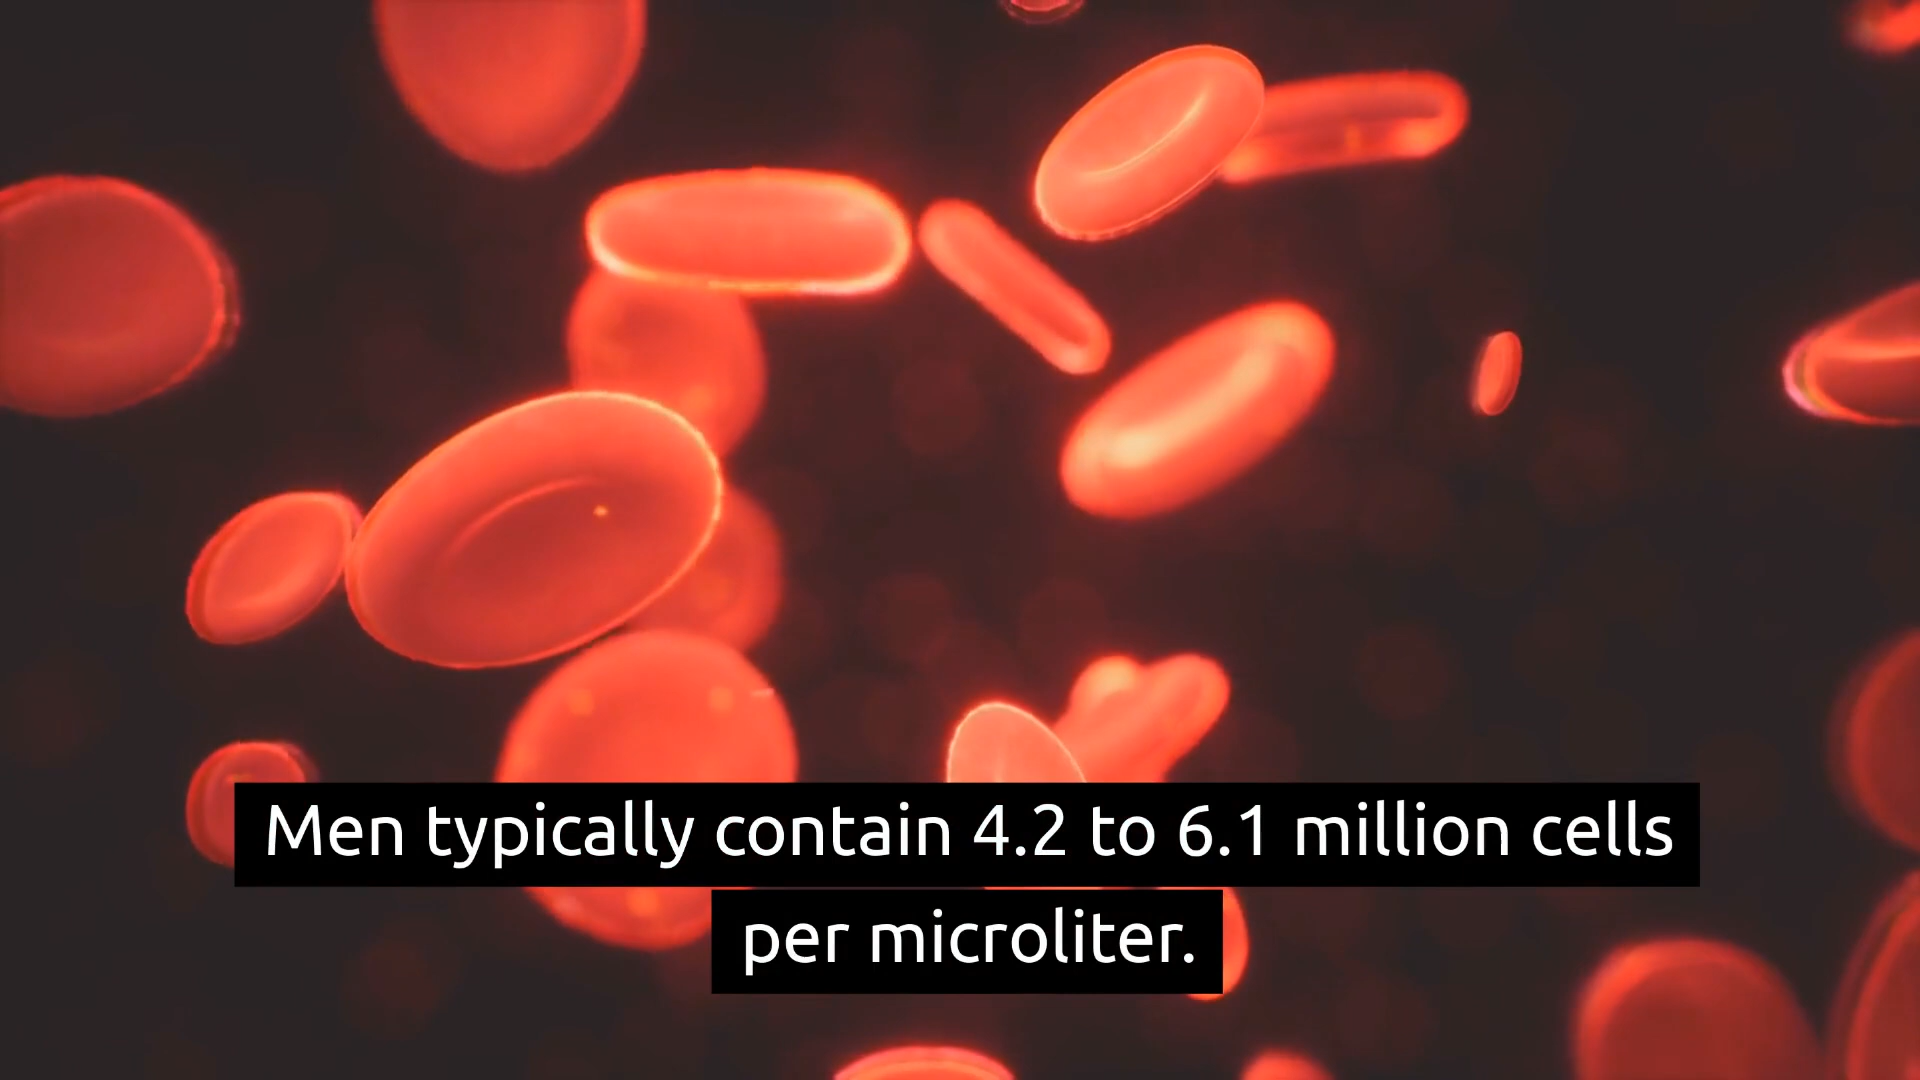 Men typically contain 4.2 to 6.1 million cells
per microliter.